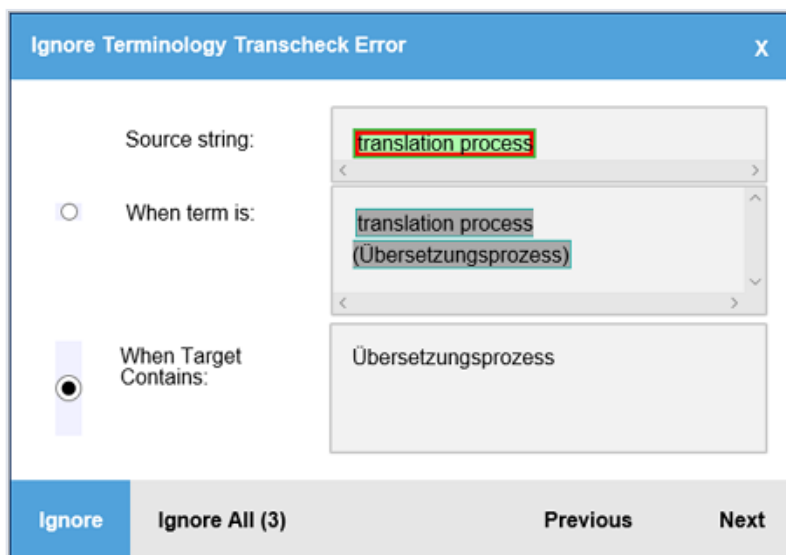 Ignore Terminology Transcheck Error X
Source string: translation process
When term is: translation process
(Übersetzungsprozess)
When Target
Contains: Übersetzungsprozess
Ignore Ignore All (3) Previous Next